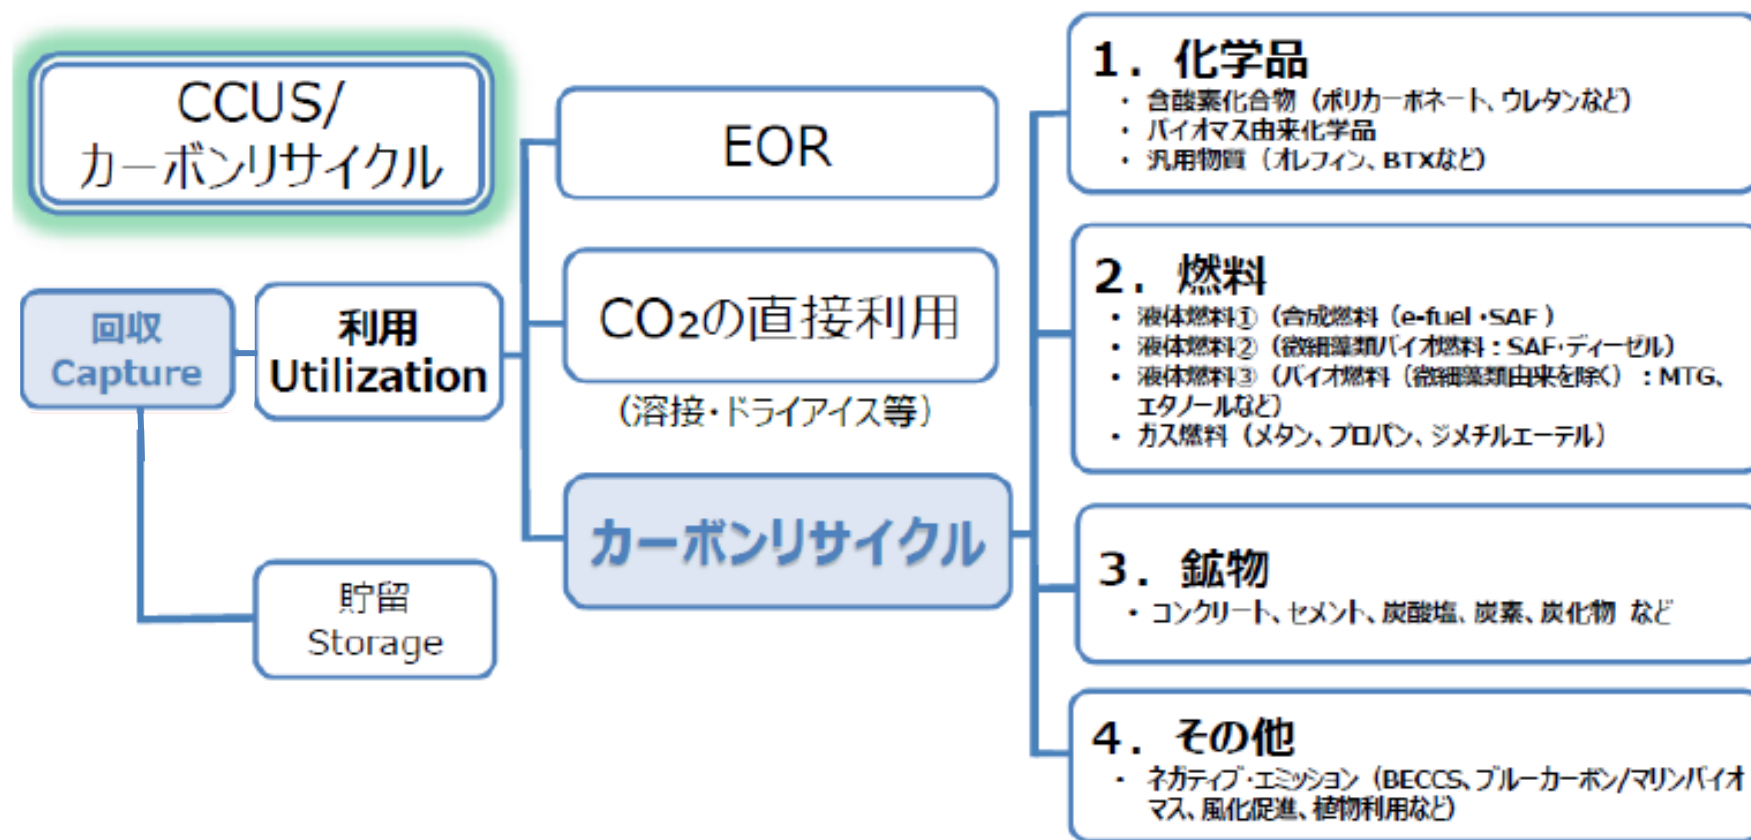 CCUS/
カーボンリサイクル
回収
Capture
利用
Utilization
貯留
Storage
EOR
CO₂の直接利用
(溶接・ドライアイス等)
カーボンリサイクル
1. 化学品
・ 含酸素化合物（ポリカーボネート、ウレタンなど）
・ バイオマス由来化学品
・ 汎用物質（オレフィン、BTXなど）
2. 燃料
・ 液体燃料①（合成燃料（e-fuel・SAF）
・ 液体燃料②（微細藻類バイオ燃料：SAF・ディーゼル）
・ 液体燃料③（バイオ燃料（微細藻類由来を除く）：MTG、
エタノールなど）
・ ガス燃料（メタン、プロパン、ジメチルエーテル）
3. 鉱物
・ コンクリート、セメント、炭酸塩、炭素、炭化物 など
4. その他
・ ネガティブ・エミッション（BECCS、ブルーカーボン/マリンバイオ
マス、風化促進、植物利用など）